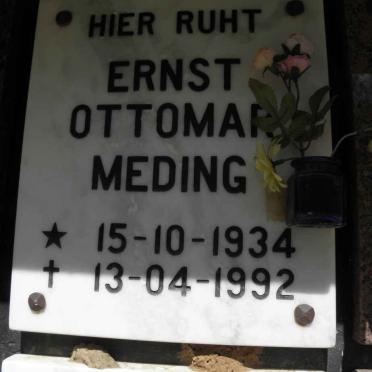 HIER RUHT
ERNST
OTTOMAR
MEDING
★ 15-10-1934
✝ 13-04-1992